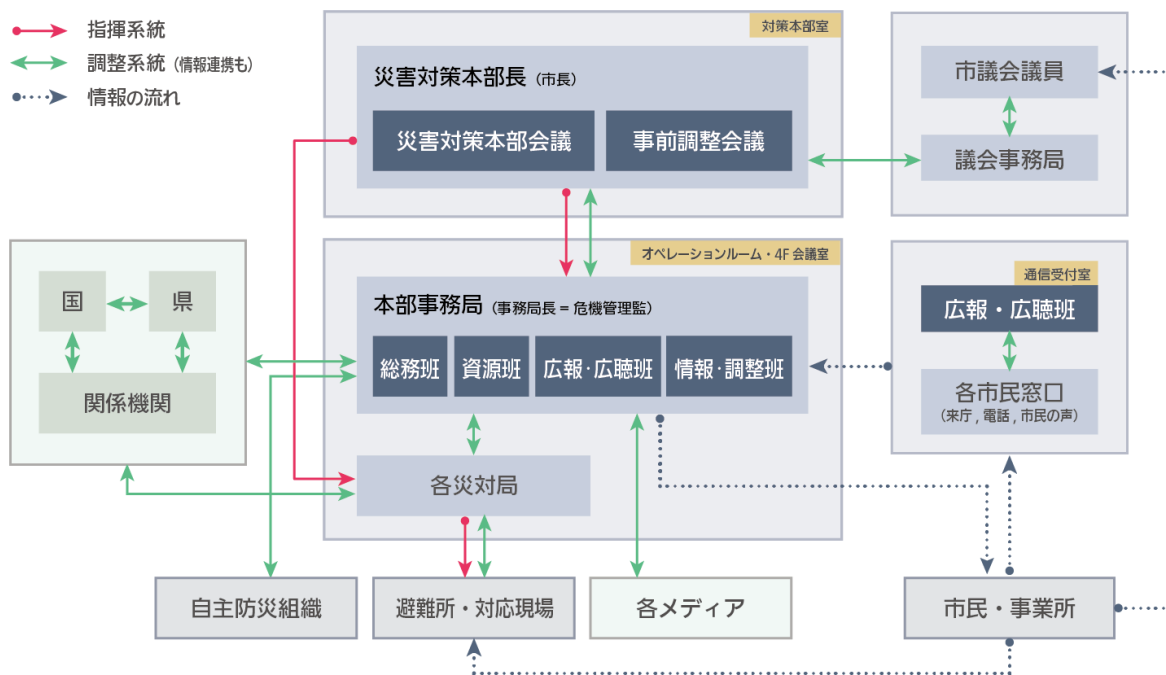 指揮系統
調整系統（情報連携も）
情報の流れ
対策本部室
災害対策本部長（市長）
災害対策本部会議
事前調整会議
市議会議員
議会事務局
オペレーションルーム・4F 会議室
本部事務局（事務局長 = 危機管理監）
総務班
資源班
広報・広聴班
情報・調整班
各災対局
国
県
関係機関
通信受付室
広報・広聴班
各市民窓口
（来庁 , 電話 , 市民の声）
自主防災組織
避難所・対応現場
各メディア
市民・事業所